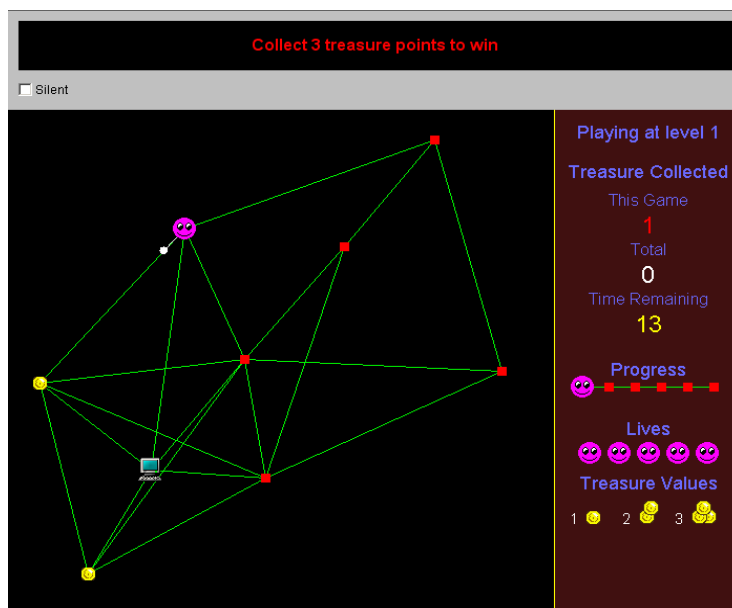 Collect 3 treasure points to win
Silent
Playing at level 1
Treasure Collected
This Game
1
Total
0
Time Remaining
13
Progress
Lives
Treasure Values
1 2 3